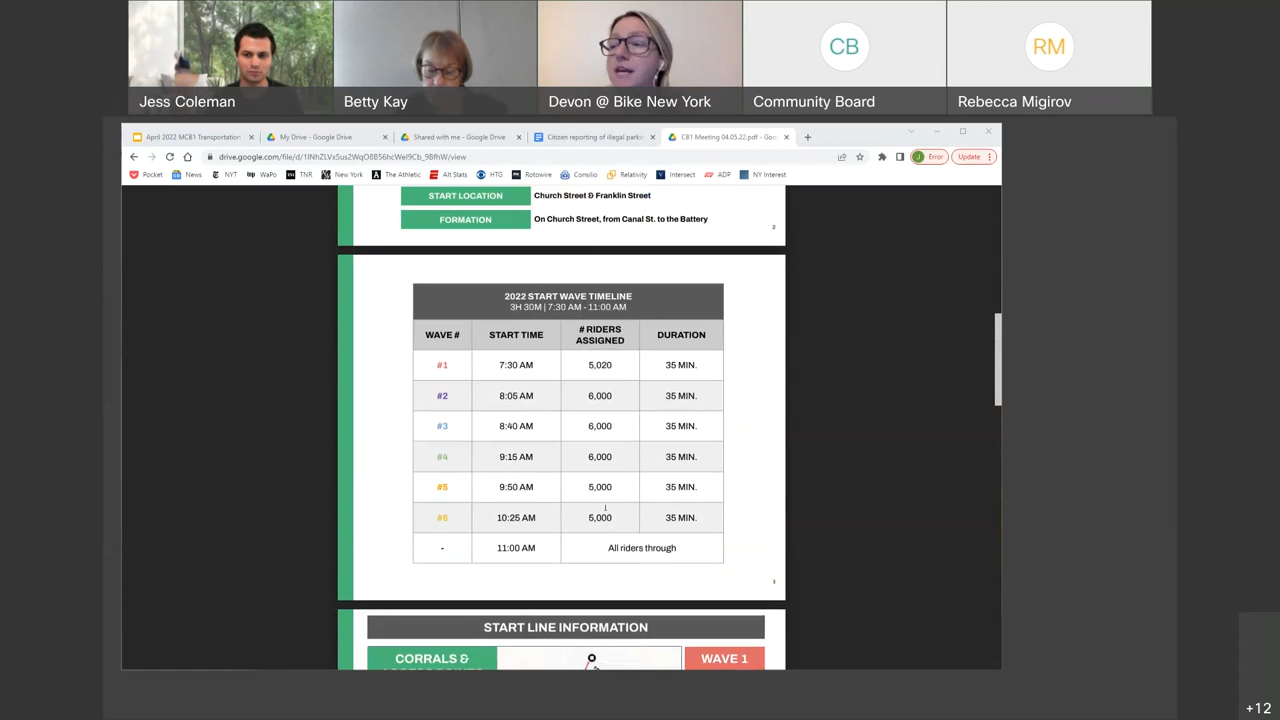 CB
RM
Jess Coleman
Betty Kay
Devon @ Bike New York
Community Board
Rebecca Migirov
April 2022 MCB1 Transportation
My Drive - Google Drive
Shared with me - Google Drive
Citizen reporting of illegal parki
CB1 Meeting 04.05.22.pdf - Goo
Error
Update
Pocket
News
NYT
WaPo
TNR
New York
The Athletic
Alt Stats
HTG
Rotowire
Consilio
Relativity
Intersect
ADP
NY Interest
START LOCATION Church Street & Franklin Street
FORMATION On Church Street, from Canal St. to the Battery
2
2022 START WAVE TIMELINE
3H 30M | 7:30 AM - 11:00 AM
WAVE # START TIME # RIDERS ASSIGNED DURATION
#1 7:30 AM 5,020 35 MIN.
#2 8:05 AM 6,000 35 MIN.
#3 8:40 AM 6,000 35 MIN.
#4 9:15 AM 6,000 35 MIN.
#5 9:50 AM 5,000 35 MIN.
#6 10:25 AM 5,000 35 MIN.
- 11:00 AM All riders through
3
START LINE INFORMATION
CORRALS &
WAVE 1
+12